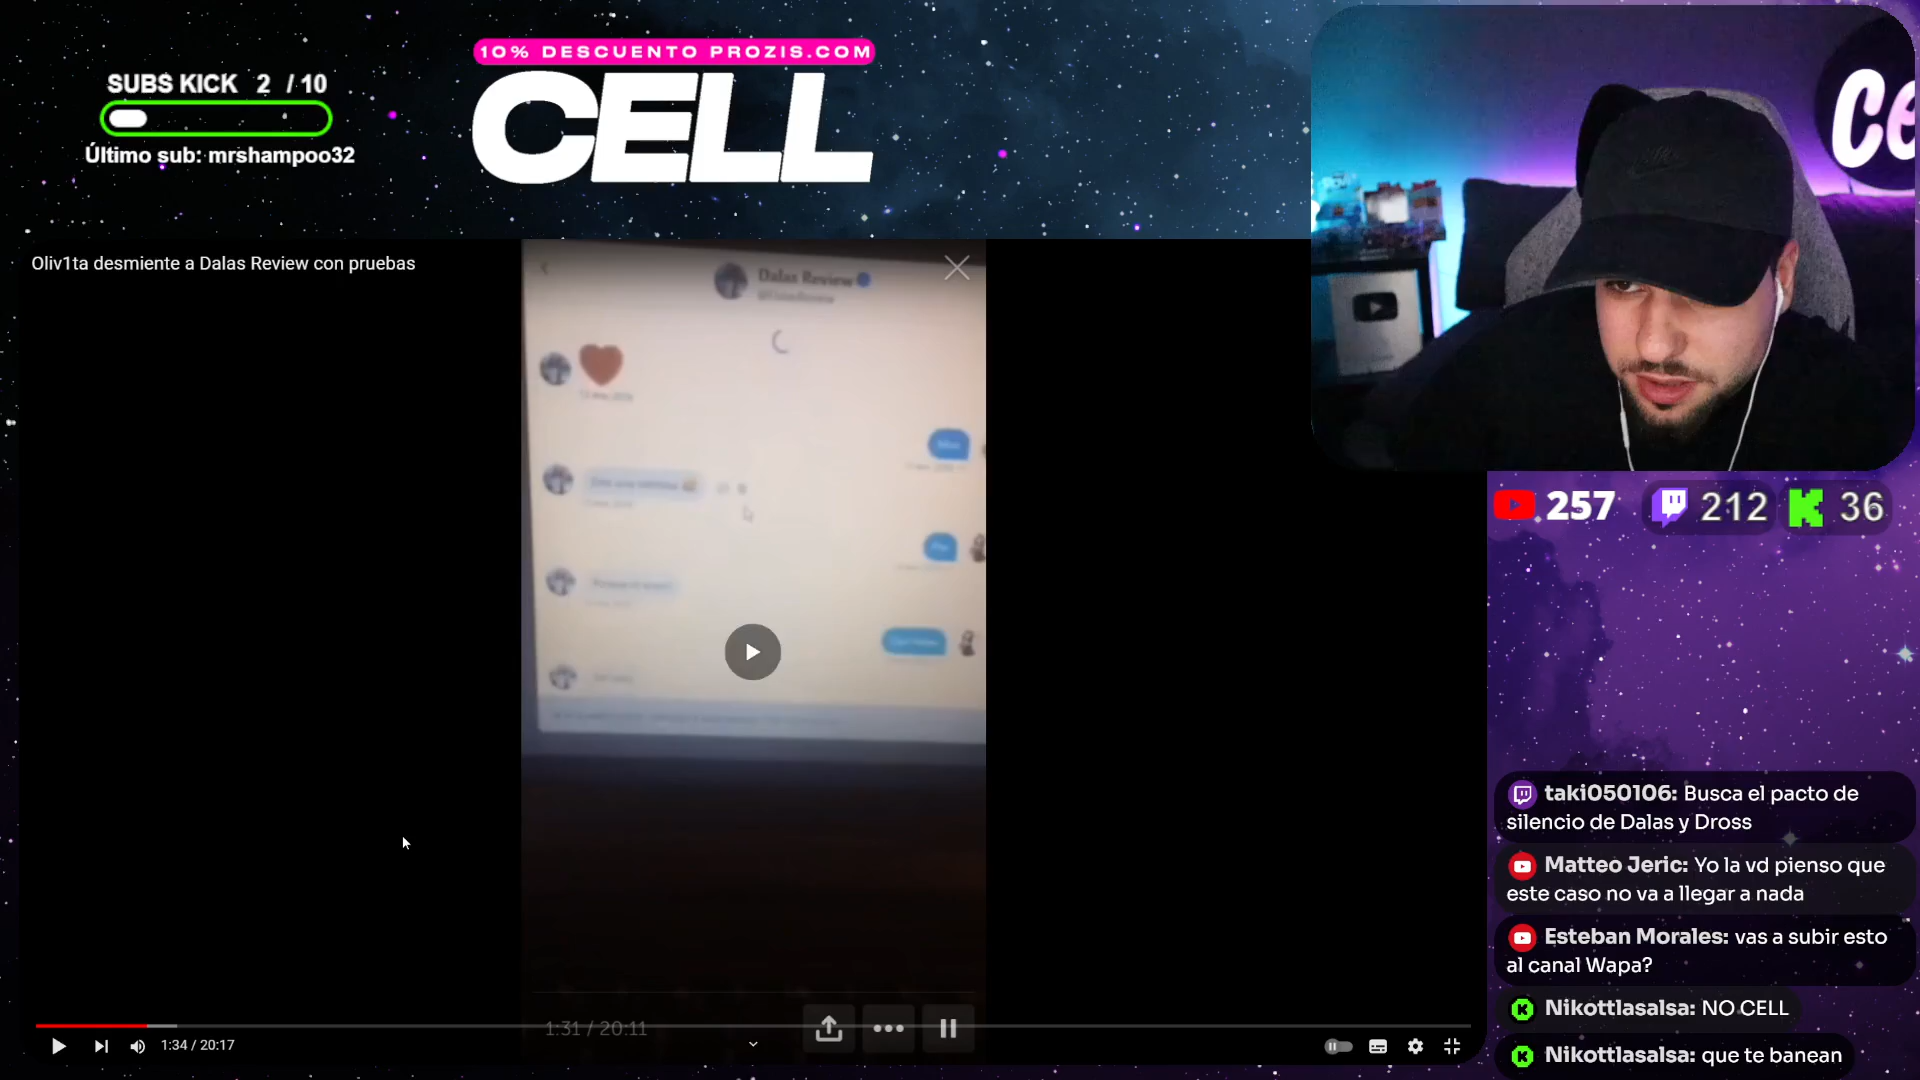 10% DESCUENTO PROZIS.COM
CELL
SUBS KICK 2 / 10
Último sub: mrshampoo32
Ce
Oliv1ta desmiente a Dalas Review con pruebas
Dalas Review
257
212
36
taki050106: Busca el pacto de
silencio de Dalas y Dross
Matteo Jeric: Yo la vd pienso que
este caso no va a llegar a nada
Esteban Morales: vas a subir esto
al canal Wapa?
Nikottlasalsa: NO CELL
Nikottlasalsa: que te banean
1:31 / 20:11
1:34 / 20:17